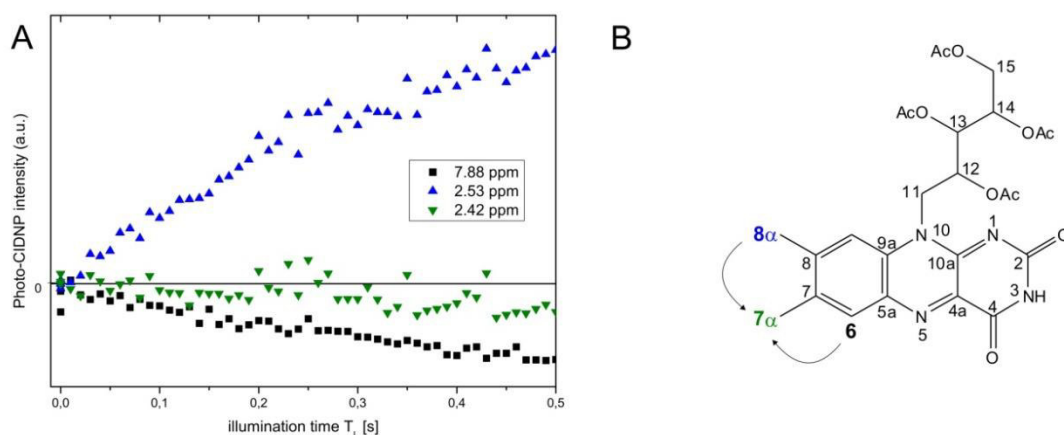 A
Photo-CIDNP intensity (a.u.)
0
7.88 ppm
2.53 ppm
2.42 ppm
0,0 0,1 0,2 0,3 0,4 0,5
illumination time T [s]
B
AcO 15
AcO 13 14
OAc
12
11 OAc
8α 8 9a 10 10a N 1 N 2 O
7α 7 6 5a N 5 4a 4 3 NH
O